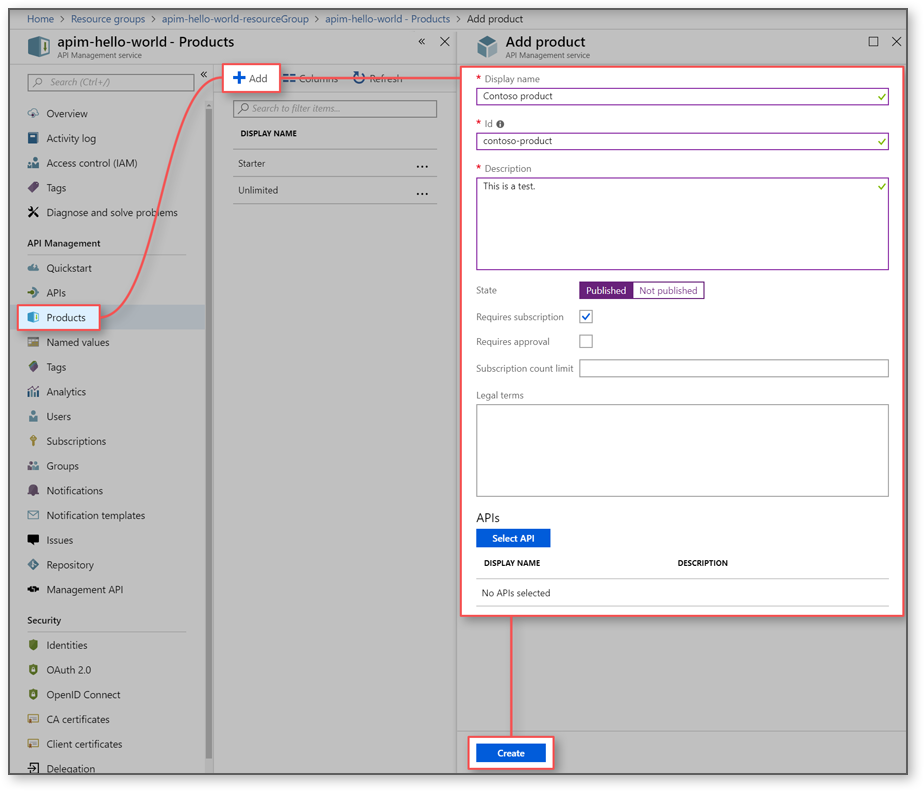 Home > Resource groups > apim-hello-world-resourceGroup > apim-hello-world - Products > Add product
apim-hello-world - Products
API Management service
Search (Ctrl+/)
Overview
Activity log
Access control (IAM)
Tags
Diagnose and solve problems
API Management
Quickstart
APIs
Products
Named values
Tags
Analytics
Users
Subscriptions
Groups
Notifications
Notification templates
Issues
Repository
Management API
Security
Identities
OAuth 2.0
OpenID Connect
CA certificates
Client certificates
Delegation
Add Columns Refresh
Search to filter items...
DISPLAY NAME
Starter ...
Unlimited ...
Add product
API Management service
* Display name
Contoso product
* Id
contoso-product
* Description
This is a test.
State Published Not published
Requires subscription
Requires approval
Subscription count limit
Legal terms
APIs
Select API
DISPLAY NAME DESCRIPTION
No APIs selected
Create